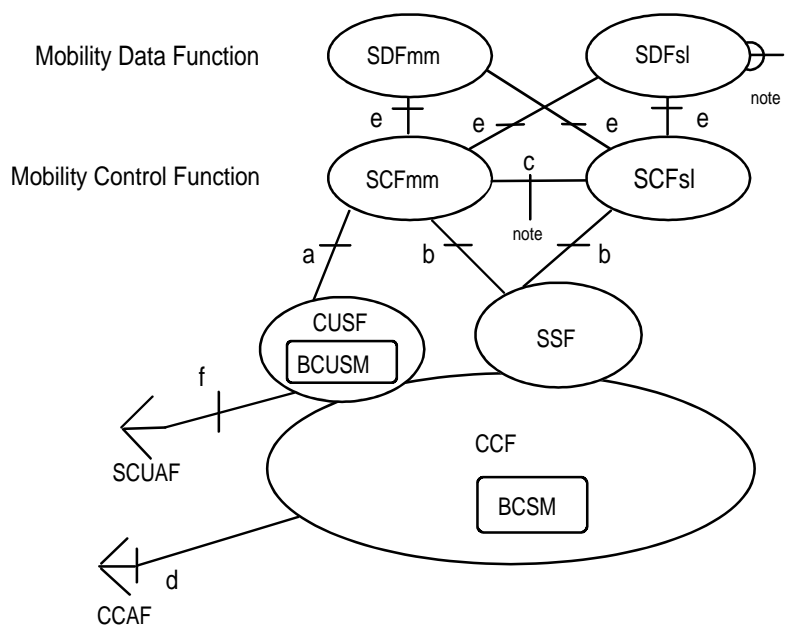 Mobility Data Function
SDFmm
SDFsl
note
e
e
e
e
Mobility Control Function
SCFmm
c
SCFsl
note
a
b
b
CUSF
BCUSM
SSF
f
SCUAF
CCF
BCSM
d
CCAF